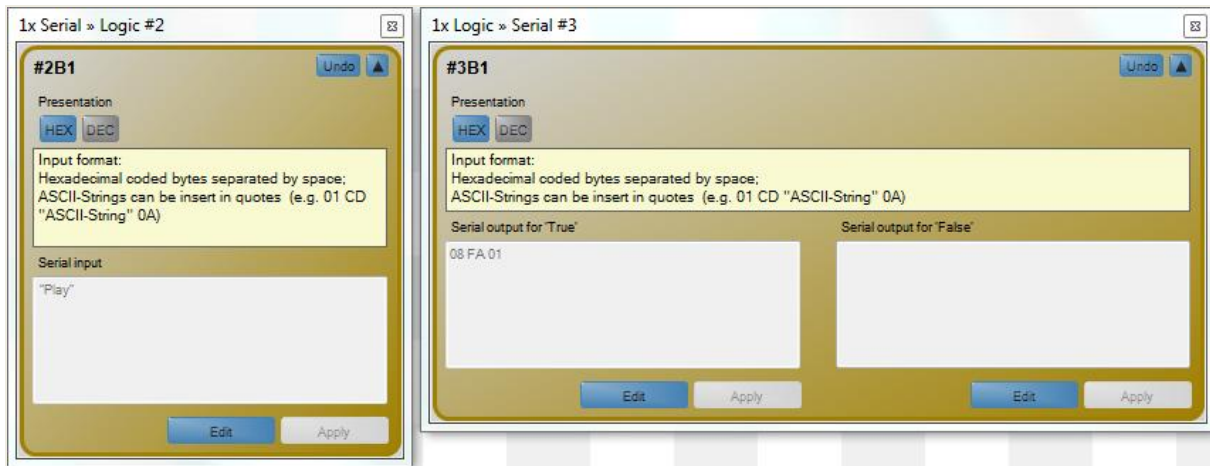 1x Serial » Logic #2
#2B1
Undo ▲
Presentation
HEX DEC
Input format:
Hexadecimal coded bytes separated by space;
ASCII-Strings can be insert in quotes (e.g. 01 CD
"ASCII-String" 0A)
Serial input
"Play"
Edit Apply
1x Logic » Serial #3
#3B1
Undo ▲
Presentation
HEX DEC
Input format:
Hexadecimal coded bytes separated by space;
ASCII-Strings can be insert in quotes (e.g. 01 CD "ASCII-String" 0A)
Serial output for 'True'
08 FA 01
Edit Apply
Serial output for 'False'
Edit Apply